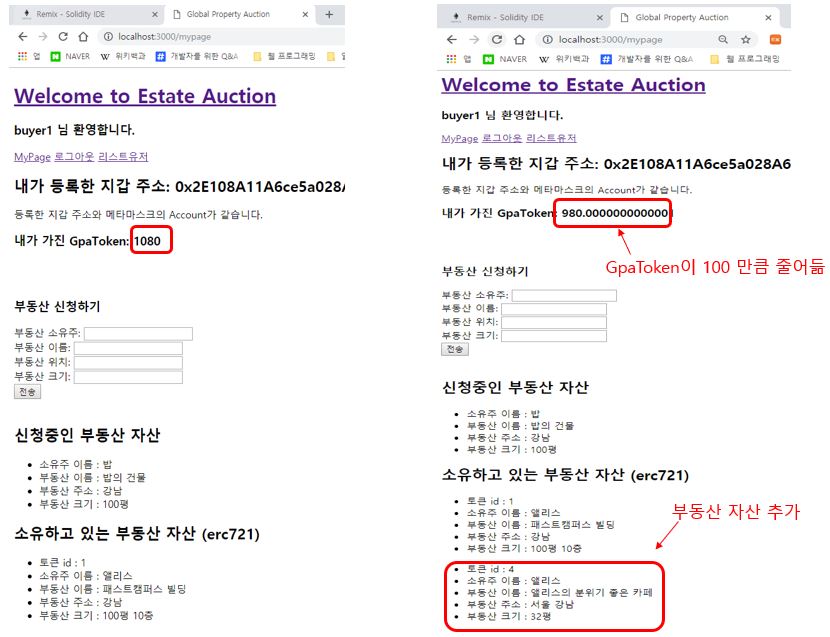 Remix - Solidity IDE
Global Property Auction
localhost:3000/mypage
앱 NAVER 위키백과 개발자를 위한 Q&A 웹 프로그래밍
Welcome to Estate Auction
buyer1 님 환영합니다.
MyPage 로그아웃 리스트유저
내가 등록한 지갑 주소: 0x2E108A11A6ce5a028A
등록한 지갑 주소와 메타마스크의 Account가 같습니다.
내가 가진 GpaToken: 1080
부동산 신청하기
부동산 소유주:
부동산 이름:
부동산 위치:
부동산 크기:
전송
신청중인 부동산 자산
소유주 이름 : 밥
부동산 이름 : 밥의 건물
부동산 주소 : 강남
부동산 크기 : 100평
소유하고 있는 부동산 자산 (erc721)
토큰 id : 1
소유주 이름 : 앨리스
부동산 이름 : 패스트캠퍼스 빌딩
부동산 주소 : 강남
부동산 크기 : 100평 10층
Remix - Solidity IDE
Global Property Auction
localhost:3000/mypage
앱 NAVER 위키백과 개발자를 위한 Q&A 웹 프로그래밍
Welcome to Estate Auction
buyer1 님 환영합니다.
MyPage 로그아웃 리스트유저
내가 등록한 지갑 주소: 0x2E108A11A6ce5a028A6
등록한 지갑 주소와 메타마스크의 Account가 같습니다.
내가 가진 GpaToken: 980.000000000001
GpaToken이 100 만큼 줄어듦
부동산 신청하기
부동산 소유주:
부동산 이름:
부동산 위치:
부동산 크기:
전송
신청중인 부동산 자산
소유주 이름 : 밥
부동산 이름 : 밥의 건물
부동산 주소 : 강남
부동산 크기 : 100평
소유하고 있는 부동산 자산 (erc721)
토큰 id : 1
소유주 이름 : 앨리스
부동산 이름 : 패스트캠퍼스 빌딩
부동산 주소 : 강남
부동산 크기 : 100평 10층
부동산 자산 추가
토큰 id : 4
소유주 이름 : 앨리스
부동산 이름 : 앨리스의 분위기 좋은 카페
부동산 주소 : 서울 강남
부동산 크기 : 32평